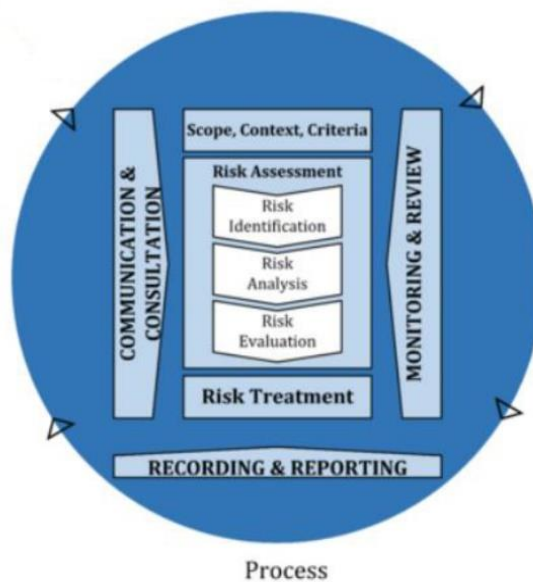 Scope, Context, Criteria
Risk Assessment
Risk
Identification
Risk
Analysis
Risk
Evaluation
Risk Treatment
COMMUNICATION &
CONSULTATION
MONITORING & REVIEW
RECORDING & REPORTING
Process